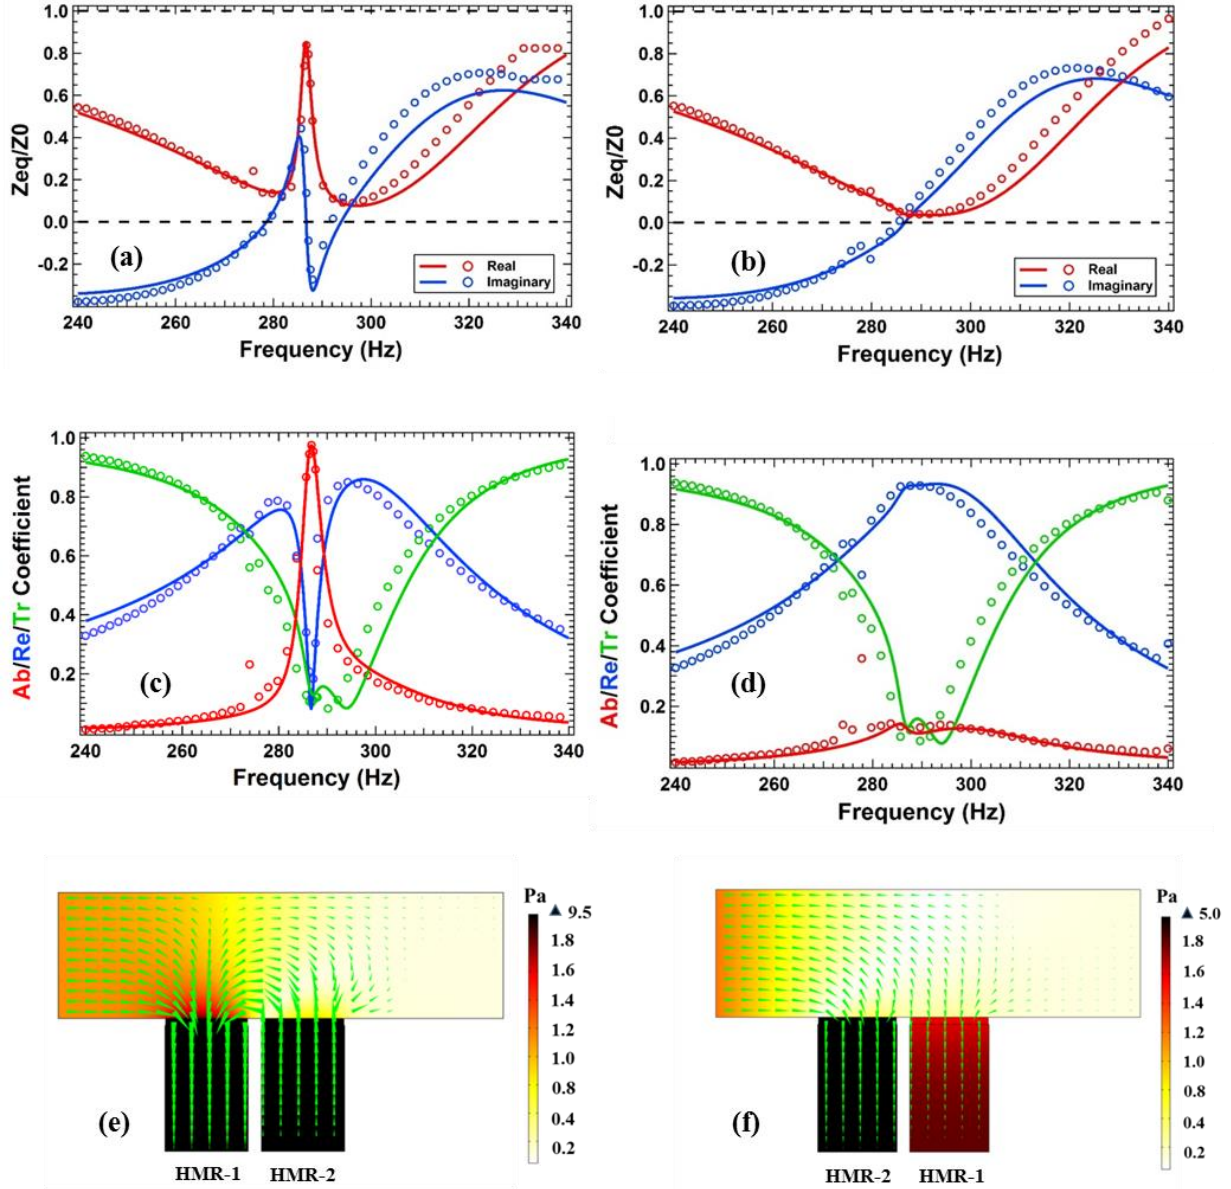 1.0
0.8
0.6
0.4
0.2
0.0
-0.2
Zeq/Z0
(a)
Real
Imaginary
240 260 280 300 320 340
Frequency (Hz)
1.0
0.8
0.6
0.4
0.2
0.0
-0.2
Zeq/Z0
(b)
Real
Imaginary
240 260 280 300 320 340
Frequency (Hz)
1.0
0.8
0.6
0.4
0.2
Ab/Re/Tr Coefficient
(c)
240 260 280 300 320 340
Frequency (Hz)
1.0
0.8
0.6
0.4
0.2
Ab/Re/Tr Coefficient
(d)
240 260 280 300 320 340
Frequency (Hz)
Pa
9.5
1.8
1.6
1.4
1.2
1.0
0.8
0.6
0.4
0.2
(e)
HMR-1 HMR-2
Pa
5.0
1.8
1.6
1.4
1.2
1.0
0.8
0.4
0.2
(f)
HMR-2 HMR-1